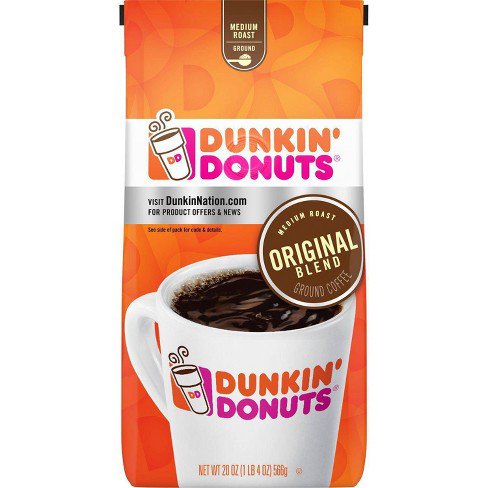 MEDIUM
ROAST
GROUND
DD
DUNKIN'
DONUTS®
VISIT DunkinNation.com
FOR PRODUCT OFFERS & NEWS
See side of pack for code & details.
MEDIUM ROAST
ORIGINAL
BLEND
GROUND COFFEE
DD
DUNKIN'
DONUTS®
NET WT 20 OZ (1 LB 4 OZ) 566g